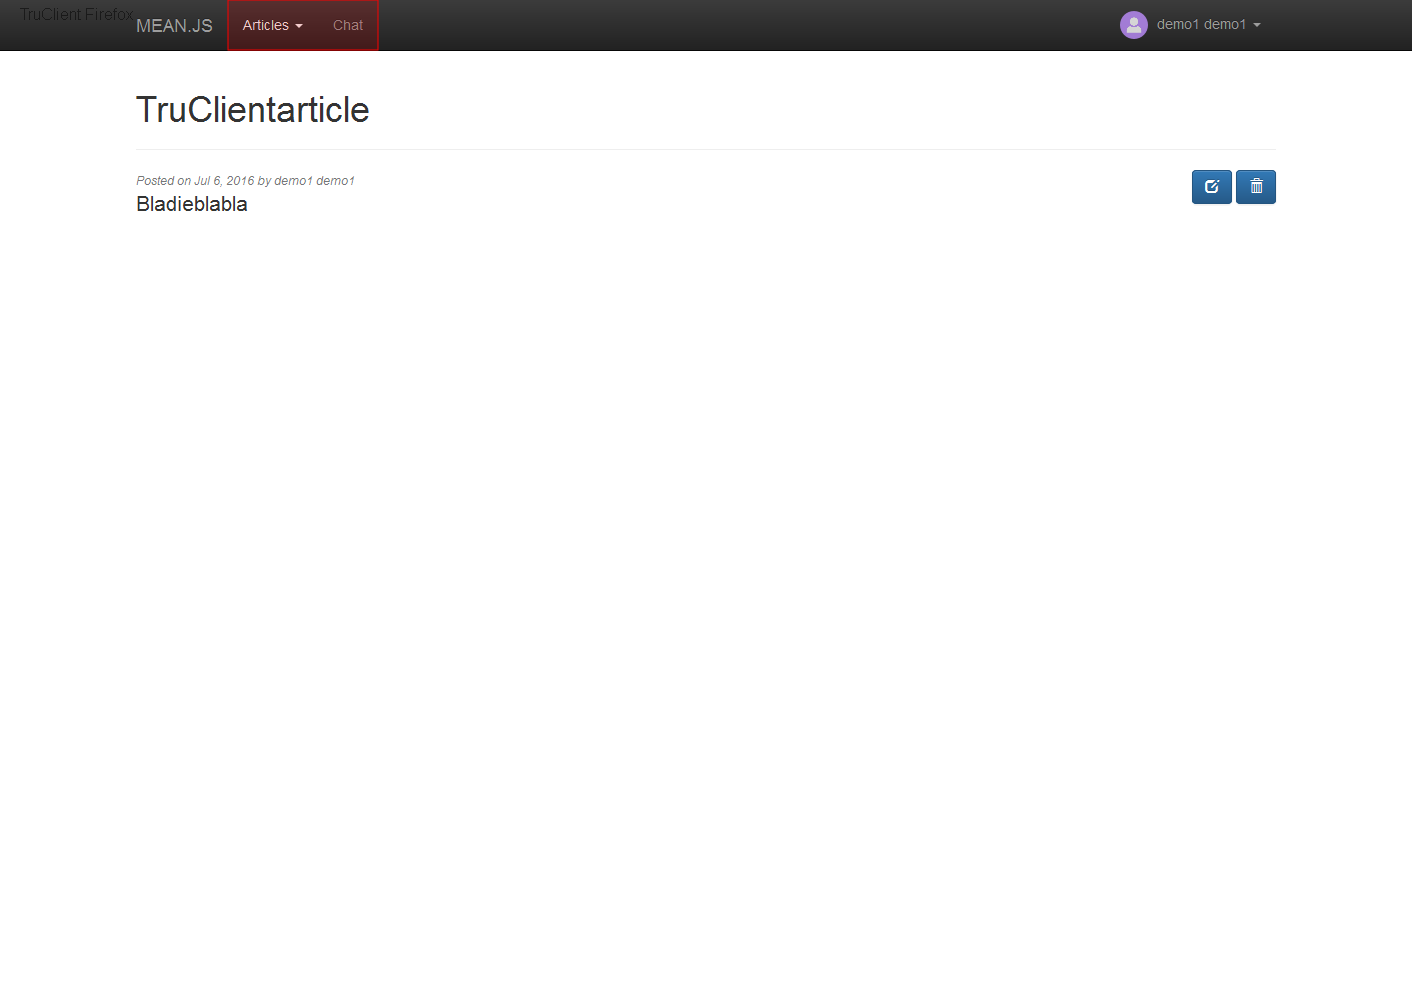 TruClient Firefox
MEAN.JS Articles Chat demo1 demo1
TruClientarticle
Posted on Jul 6, 2016 by demo1 demo1
Bladieblabla